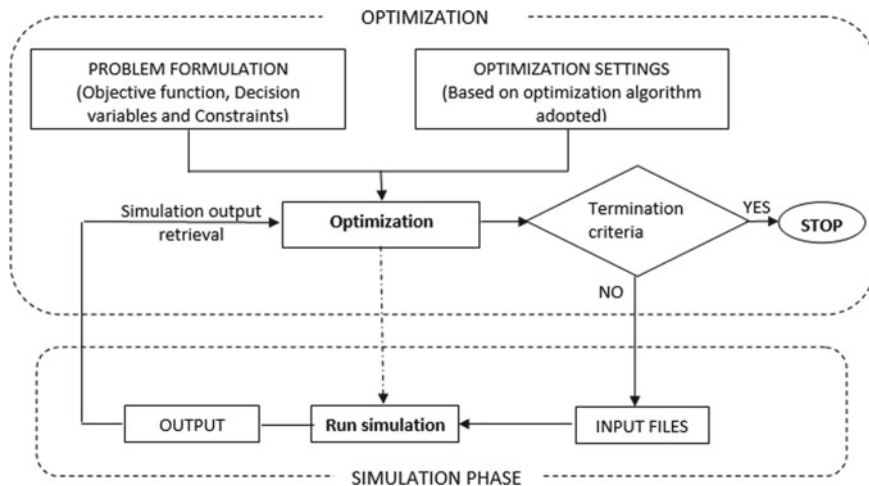 OPTIMIZATION
PROBLEM FORMULATION
(Objective function, Decision
variables and Constraints)
OPTIMIZATION SETTINGS
(Based on optimization algorithm
adopted)
Simulation output
retrieval
Optimization
Termination
criteria
YES
STOP
NO
OUTPUT
Run simulation
INPUT FILES
SIMULATION PHASE